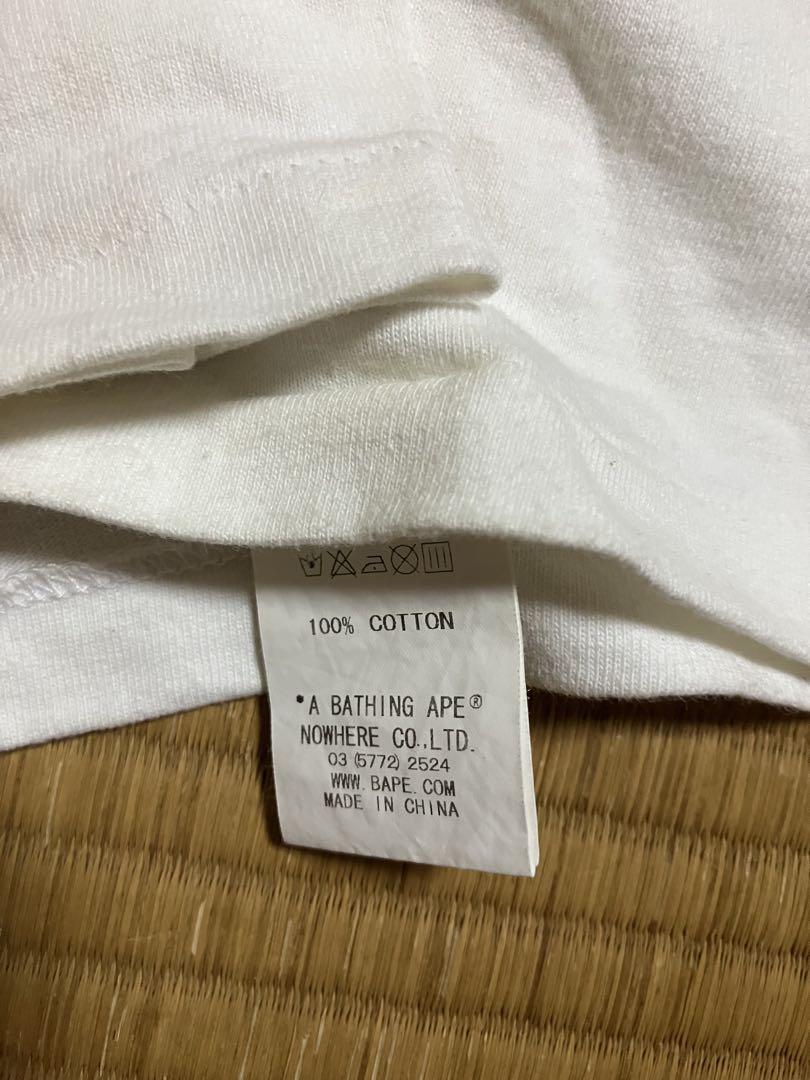 100% COTTON
*A BATHING APE®
NOWHERE CO.,LTD.
03 (5772) 2524
WWW.BAPE.COM
MADE IN CHINA